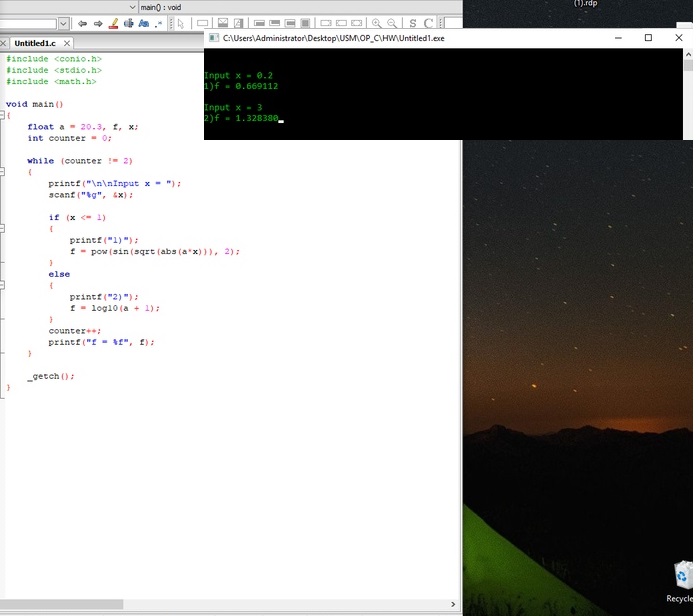 main() : void
(1).rdp
Untitled1.c
C:\Users\Administrator\Desktop\USM\OP_C\HW\Untitled1.exe
Input x = 0.2
1)f = 0.669112
Input x = 3
2)f = 1.328380
#include <conio.h>
#include <stdio.h>
#include <math.h>
void main()
{
float a = 20.3, f, x;
int counter = 0;
while (counter != 2)
{
printf("\n\nInput x = ");
scanf("%g", &x);
if (x <= 1)
{
printf("1)");
f = pow(sin(sqrt(abs(a*x))), 2);
}
else
{
printf("2)");
f = log10(a + 1);
}
counter++;
printf("f = %f", f);
}
_getch();
}
Recycle